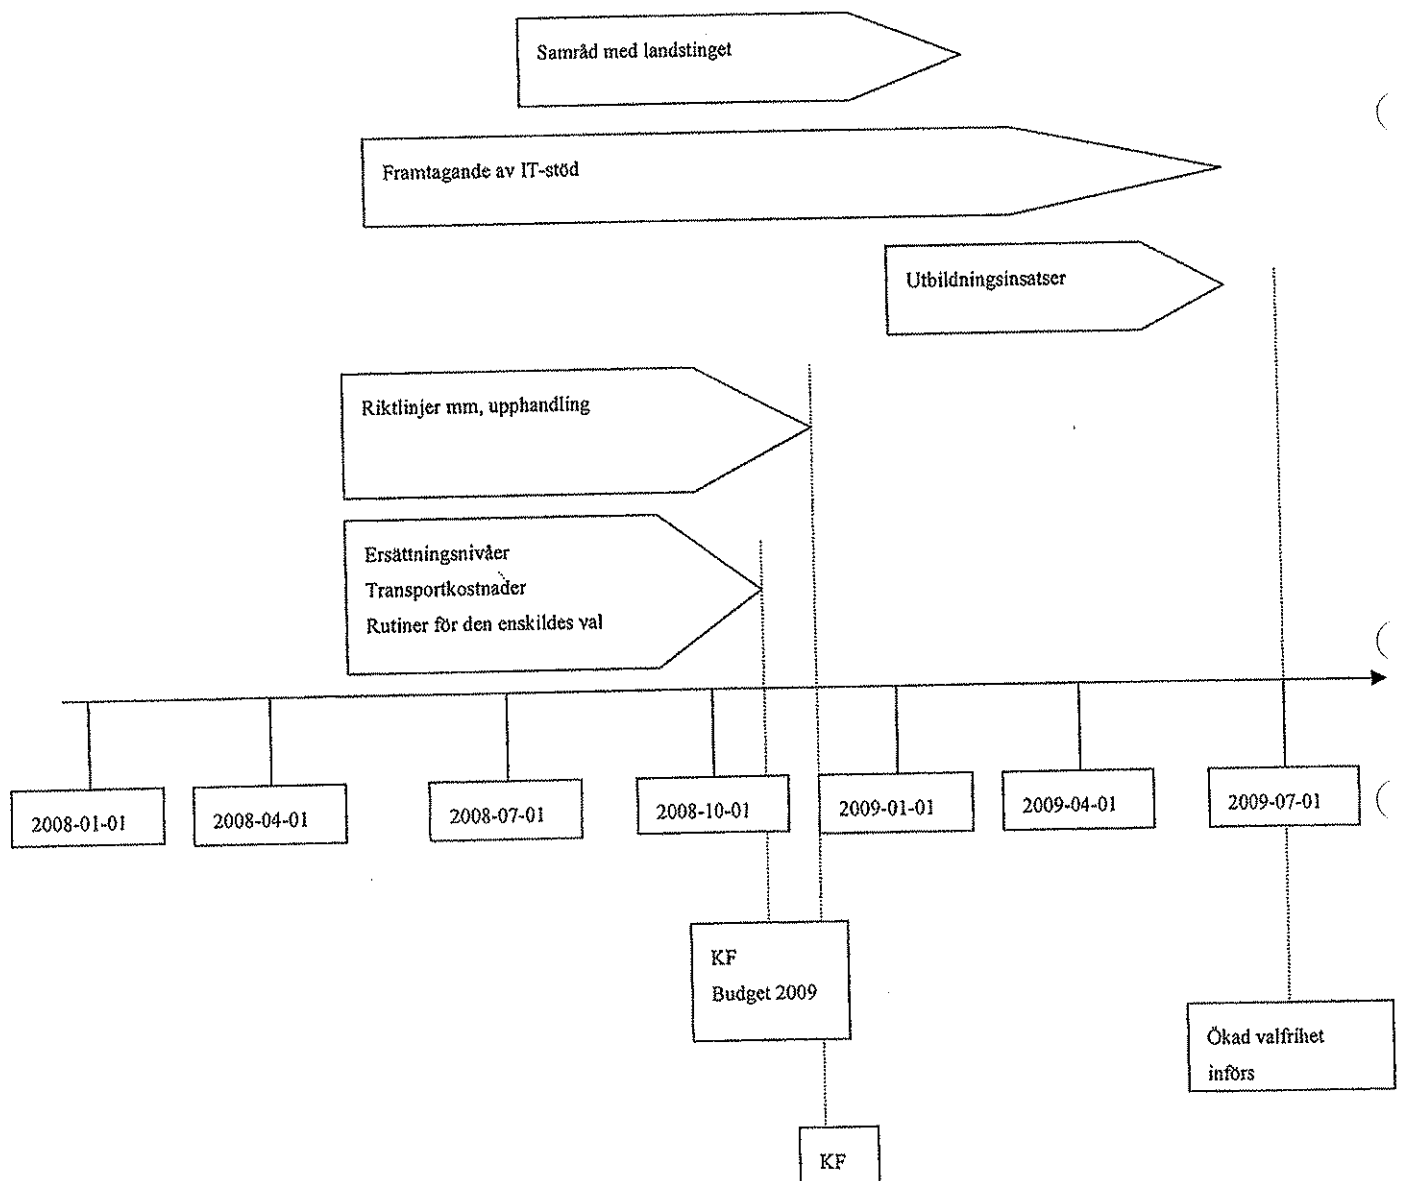 Samråd med landstinget
Framtagande av IT-stöd
Utbildningsinsatser
Riktlinjer mm, upphandling
Ersättningsnivåer
Transportkostnader
Rutiner för den enskildes val
2008-01-01
2008-04-01
2008-07-01
2008-10-01
2009-01-01
2009-04-01
2009-07-01
KF
Budget 2009
Ökad valfrihet
införs
KF